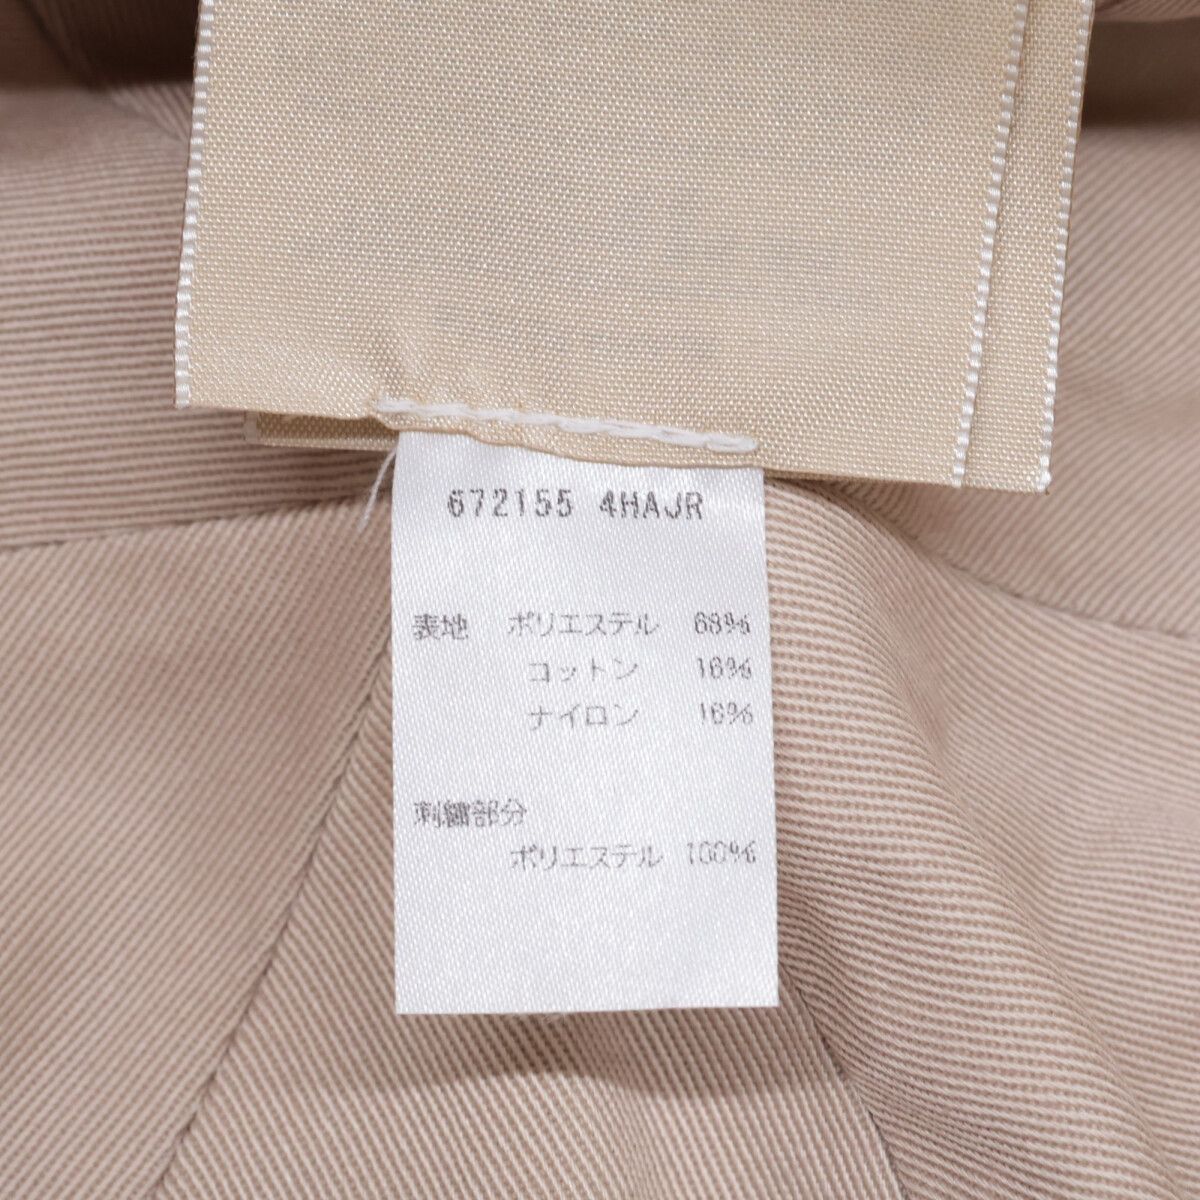 672155 4HAJR
表地 ポリエステル 68%
コットン 16%
ナイロン 16%
刺繍部分
ポリエステル 100%